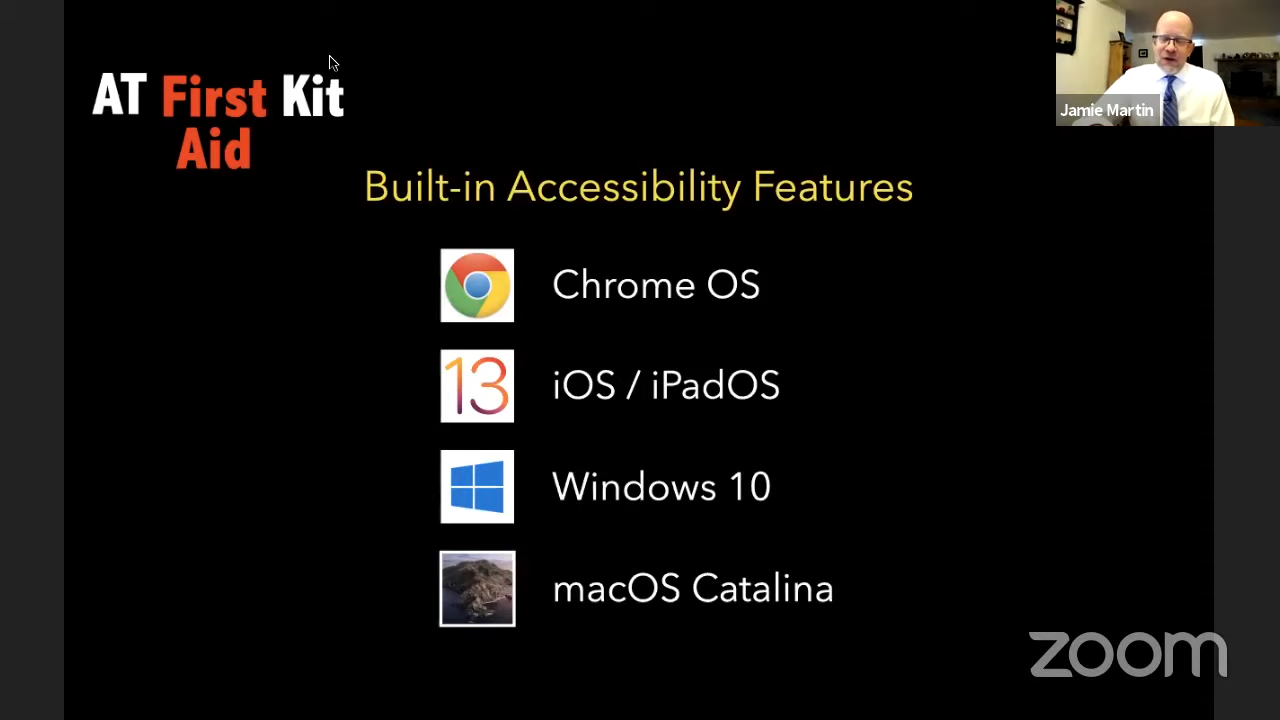 AT First Kit
Aid
Jamie Martin
Built-in Accessibility Features
Chrome OS
13
iOS / iPadOS
Windows 10
macOS Catalina
zoom